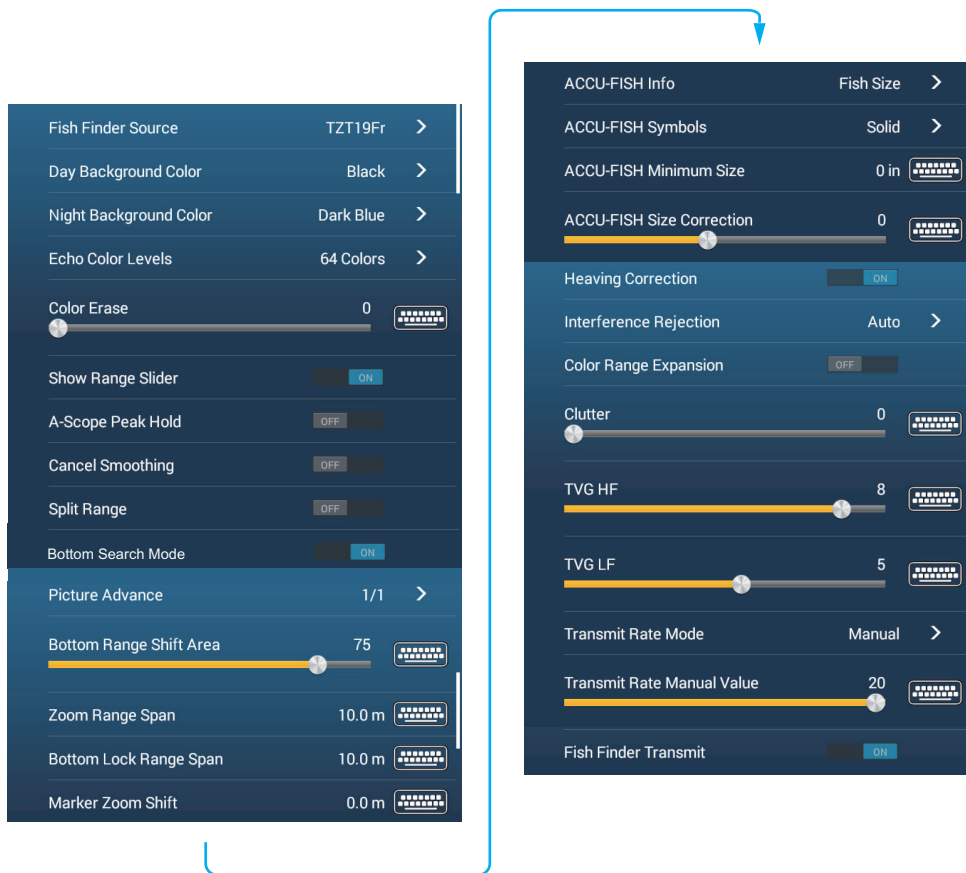 Fish Finder Source TZT19Fr
Day Background Color Black
Night Background Color Dark Blue
Echo Color Levels 64 Colors
Color Erase 0
Show Range Slider ON
A-Scope Peak Hold OFF
Cancel Smoothing OFF
Split Range OFF
Bottom Search Mode ON
Picture Advance 1/1
Bottom Range Shift Area 75
Zoom Range Span 10.0 m
Bottom Lock Range Span 10.0 m
Marker Zoom Shift 0.0 m
ACCU-FISH Info Fish Size
ACCU-FISH Symbols Solid
ACCU-FISH Minimum Size 0 in
ACCU-FISH Size Correction 0
Heaving Correction ON
Interference Rejection Auto
Color Range Expansion OFF
Clutter 0
TVG HF 8
TVG LF 5
Transmit Rate Mode Manual
Transmit Rate Manual Value 20
Fish Finder Transmit ON